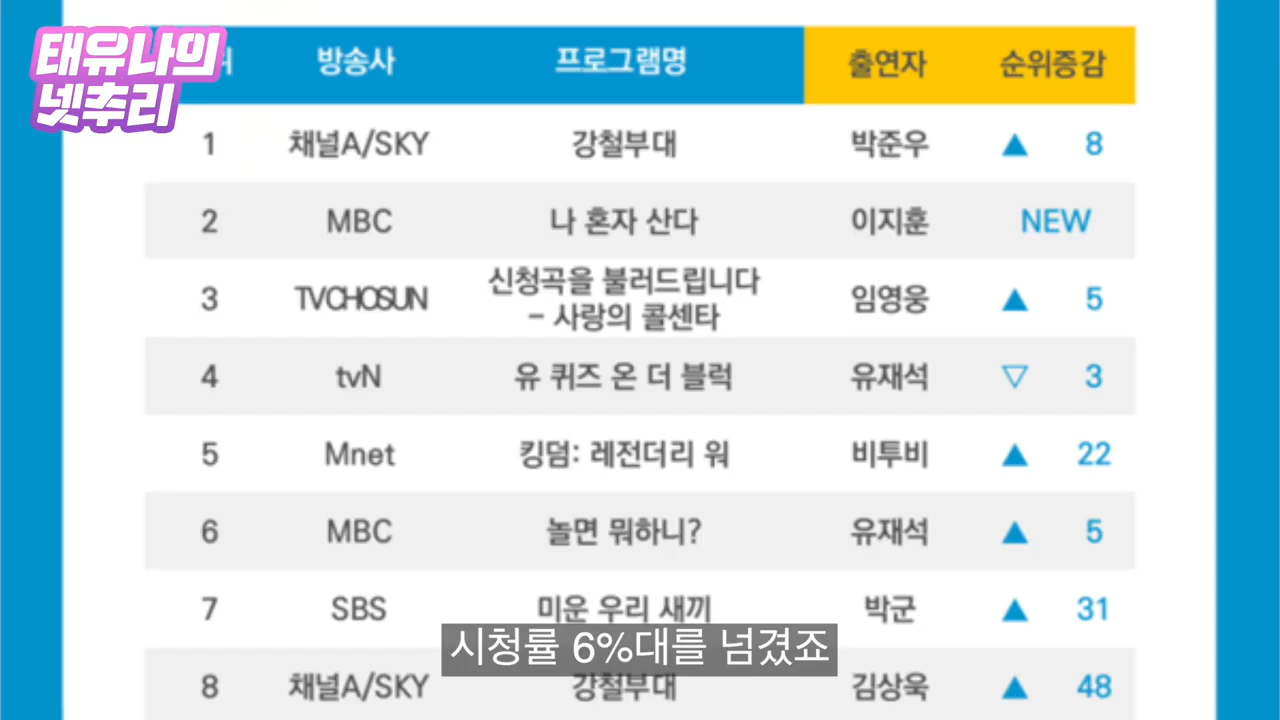 태유나의
넷추리
위 방송사 프로그램명 출연자 순위증감
1 채널A/SKY 강철부대 박준우 ▲ 8
2 MBC 나 혼자 산다 이지훈 NEW
3 TVCHOSUN 신청곡을 불러드립니다
- 사랑의 콜센타 임영웅 ▲ 5
4 tvN 유 퀴즈 온 더 블럭 유재석 ▽ 3
5 Mnet 킹덤: 레전더리 워 비투비 ▲ 22
6 MBC 놀면 뭐하니? 유재석 ▲ 5
7 SBS 미운 우리 새끼 박군 ▲ 31
시청률 6%대를 넘겼죠
8 채널A/SKY 강철부대 김상욱 ▲ 48